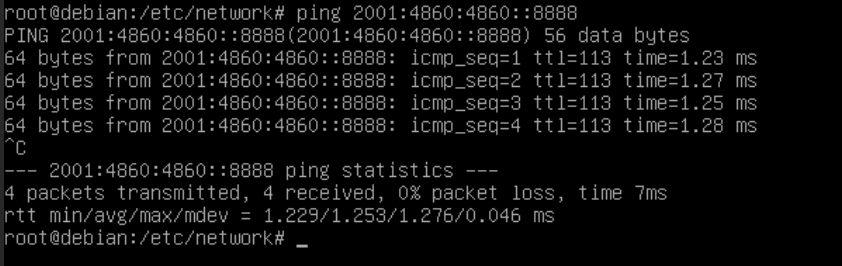 root@debian:/etc/network# ping 2001:4860:4860::8888
PING 2001:4860:4860::8888(2001:4860:4860::8888) 56 data bytes
64 bytes from 2001:4860:4860::8888: icmp_seq=1 ttl=113 time=1.23 ms
64 bytes from 2001:4860:4860::8888: icmp_seq=2 ttl=113 time=1.27 ms
64 bytes from 2001:4860:4860::8888: icmp_seq=3 ttl=113 time=1.25 ms
64 bytes from 2001:4860:4860::8888: icmp_seq=4 ttl=113 time=1.28 ms
^C
--- 2001:4860:4860::8888 ping statistics ---
4 packets transmitted, 4 received, 0% packet loss, time 7ms
rtt min/avg/max/mdev = 1.229/1.253/1.276/0.046 ms
root@debian:/etc/network# _